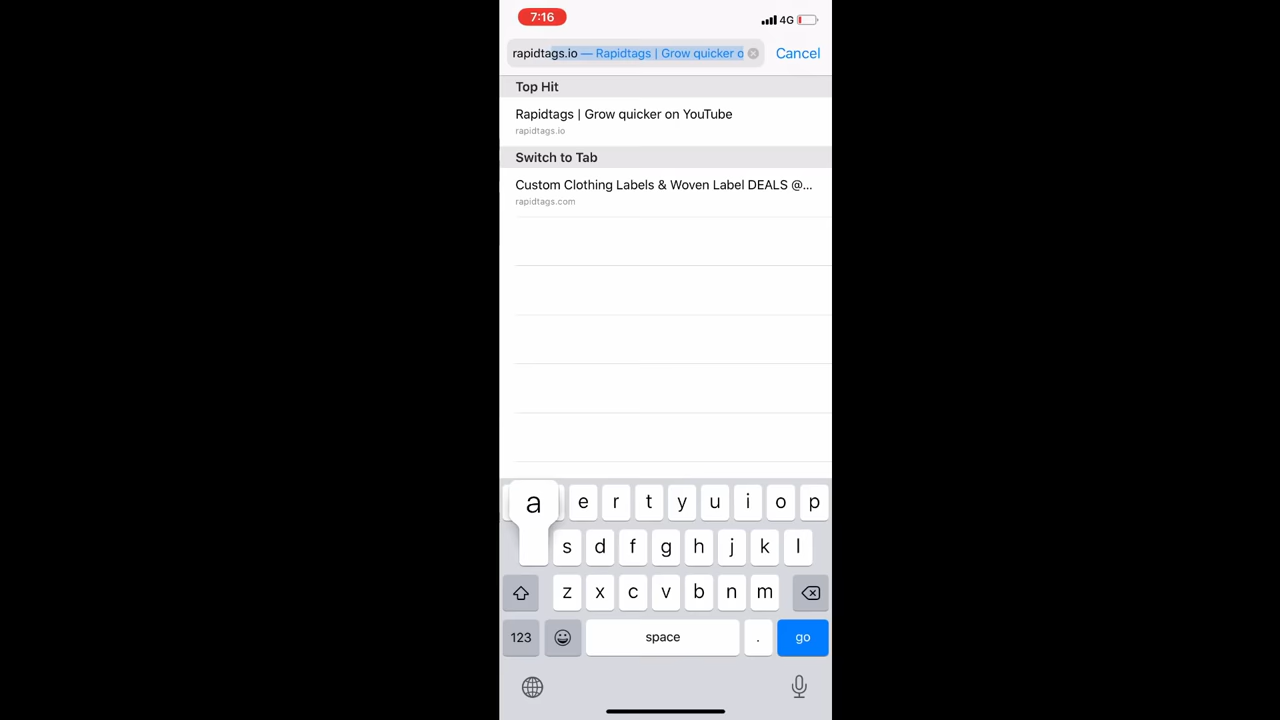 7:16
4G
rapidtags.io — Rapidtags | Grow quicker o
Cancel
Top Hit
Rapidtags | Grow quicker on YouTube
rapidtags.io
Switch to Tab
Custom Clothing Labels & Woven Label DEALS @...
rapidtags.com
a e r t y u i o p
s d f g h j k l
z x c v b n m
123 space . go